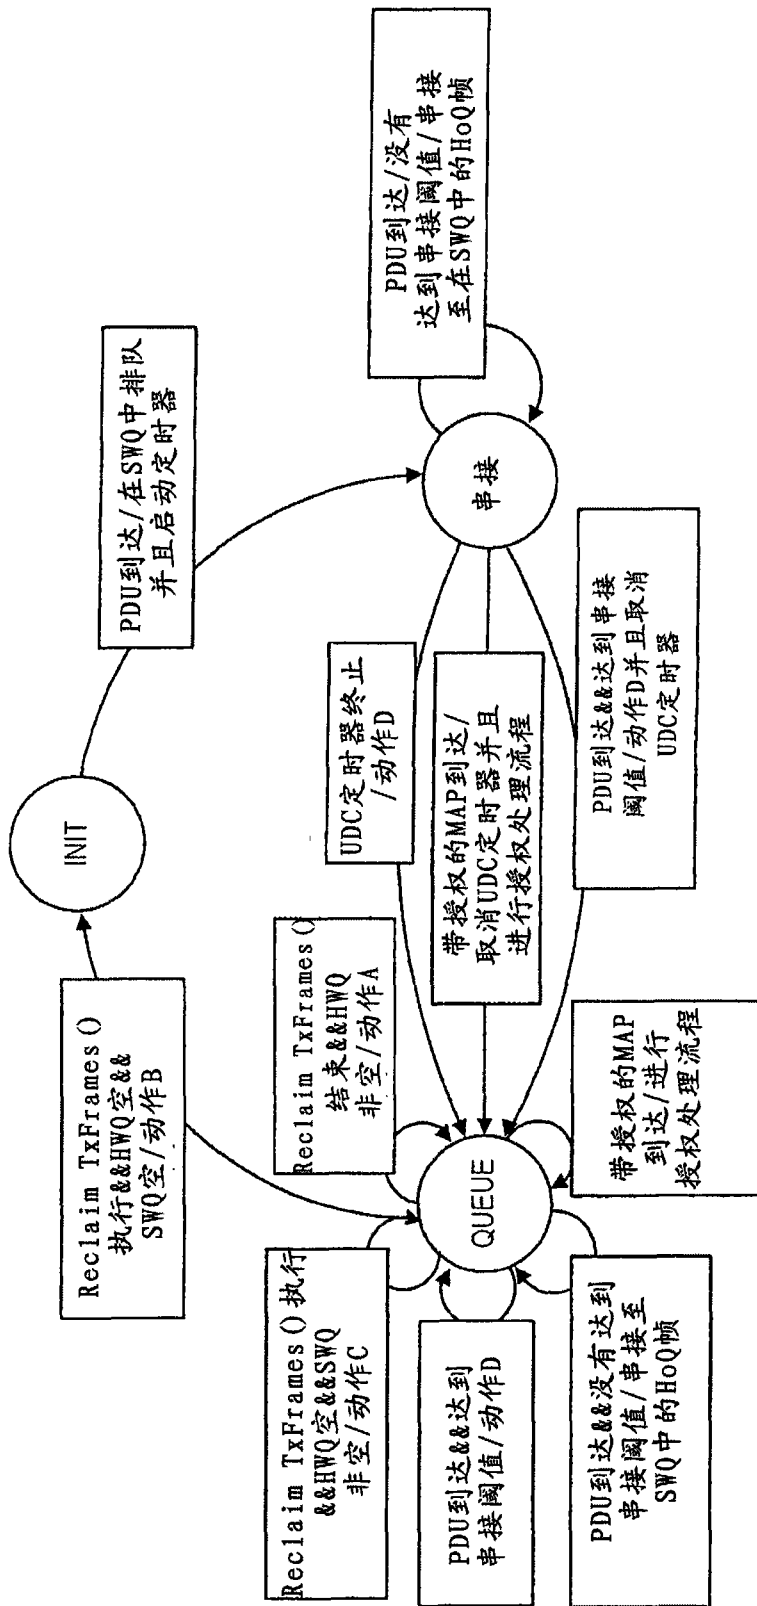 INIT
PDU到达/在SWQ中排队
并且启动定时器
Reclaim TxFrames()
执行&&HWQ空&&
SWQ空/动作B
PDU到达/没有
达到串接阈值/串接
至在SWQ中的HoQ帧
串接
UDC定时器终止
/动作D
带授权的MAP到达/
取消UDC定时器并且
进行授权处理流程
PDU到达&&达到串接
阈值/动作D并且取消
UDC定时器
Reclaim TxFrames()
结束&&HWQ
非空/动作A
QUEUE
Reclaim TxFrames()执行
&&HWQ空&&SWQ
非空/动作C
PDU到达&&达到
串接阈值/动作D
PDU到达&&没有达到
串接阈值/串接至
SWQ中的HoQ帧
带授权的MAP
到达/进行
授权处理流程